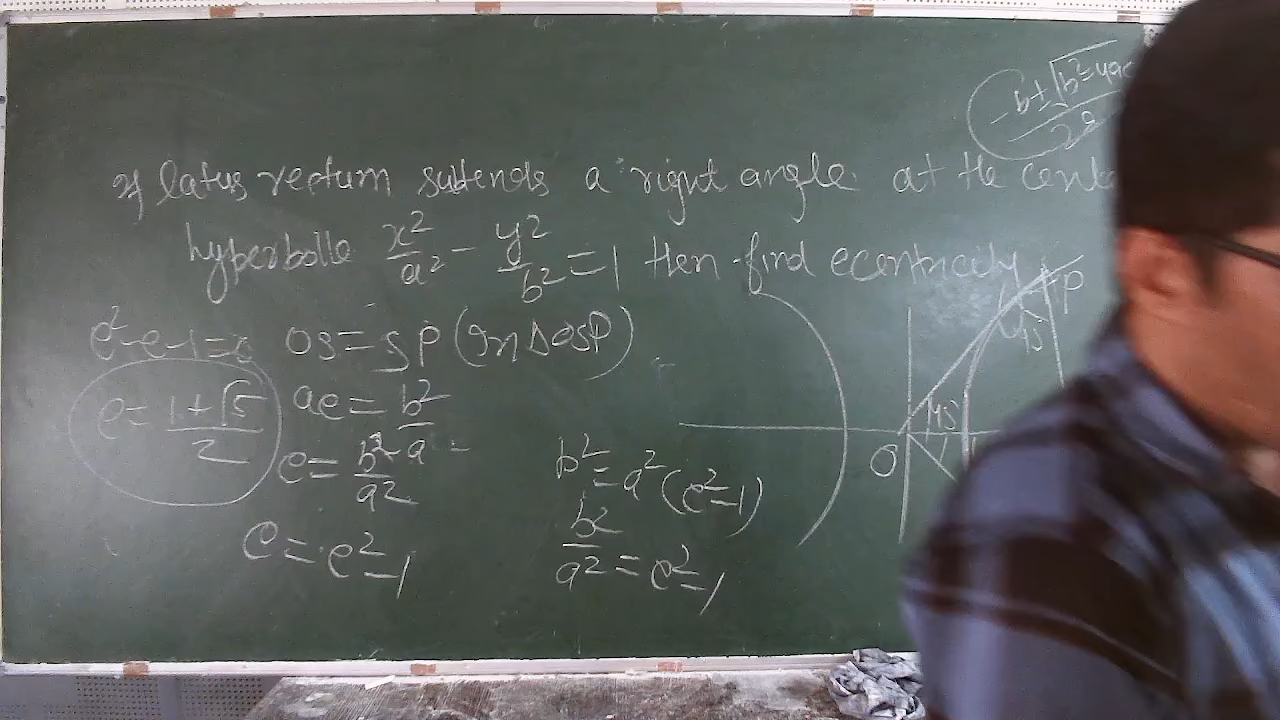 -b±√b²-4ac / 2a
If latus rectum subtends a right angle at the cente
hyperbolle x²/a² - y²/b² = 1 then find ecentricity
e²-e-1=0
OS = SP (In ΔOSP)
e = 1+√5 / 2
ae = b²/a
e = b²/a²
e = e²-1
b² = a²(e²-1)
b²/a² = e²-1
P
45°
45°
O